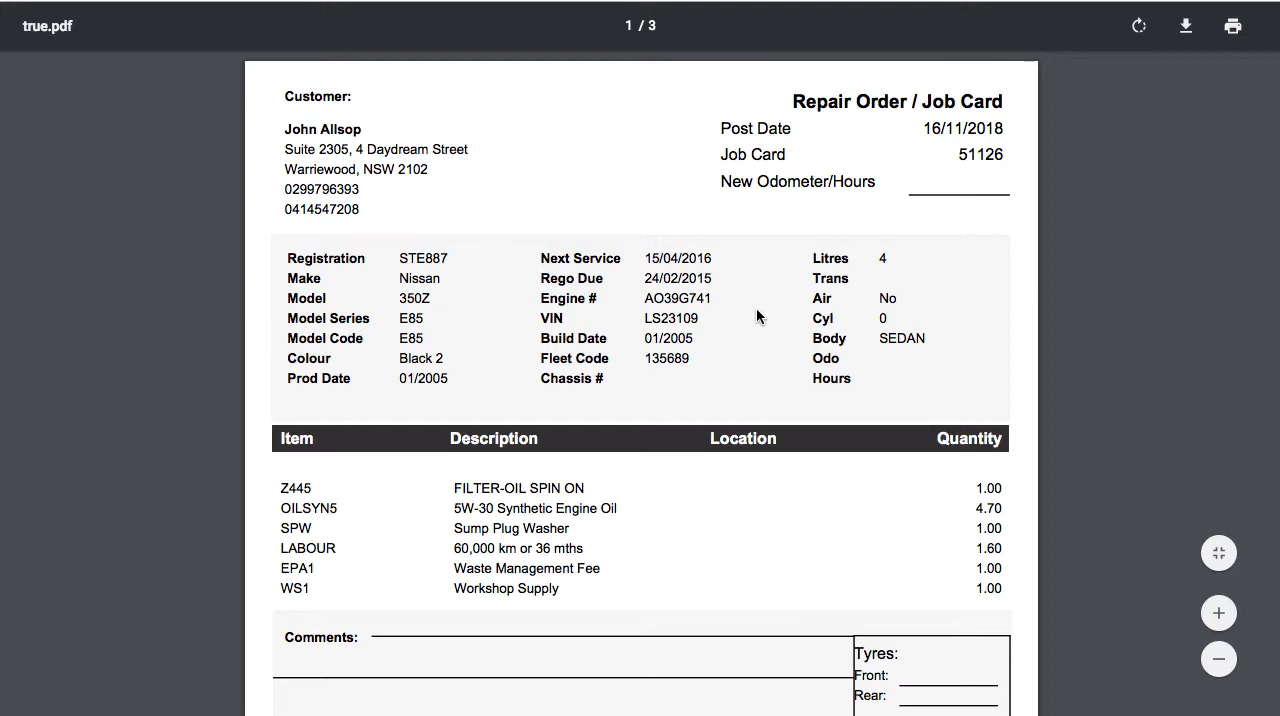 true.pdf
1 / 3
Customer:
Repair Order / Job Card
John Allsop
Post Date 16/11/2018
Suite 2305, 4 Daydream Street
Job Card 51126
Warriewood, NSW 2102
New Odometer/Hours
0299796393
0414547208
Registration STE887 Next Service 15/04/2016 Litres 4
Make Nissan Rego Due 24/02/2015 Trans
Model 350Z Engine # AO39G741 Air No
Model Series E85 VIN LS23109 Cyl 0
Model Code E85 Build Date 01/2005 Body SEDAN
Colour Black 2 Fleet Code 135689 Odo
Prod Date 01/2005 Chassis # Hours
Item Description Location Quantity
Z445 FILTER-OIL SPIN ON 1.00
OILSYN5 5W-30 Synthetic Engine Oil 4.70
SPW Sump Plug Washer 1.00
LABOUR 60,000 km or 36 mths 1.60
EPA1 Waste Management Fee 1.00
WS1 Workshop Supply 1.00
Comments:
Tyres:
Front:
Rear: